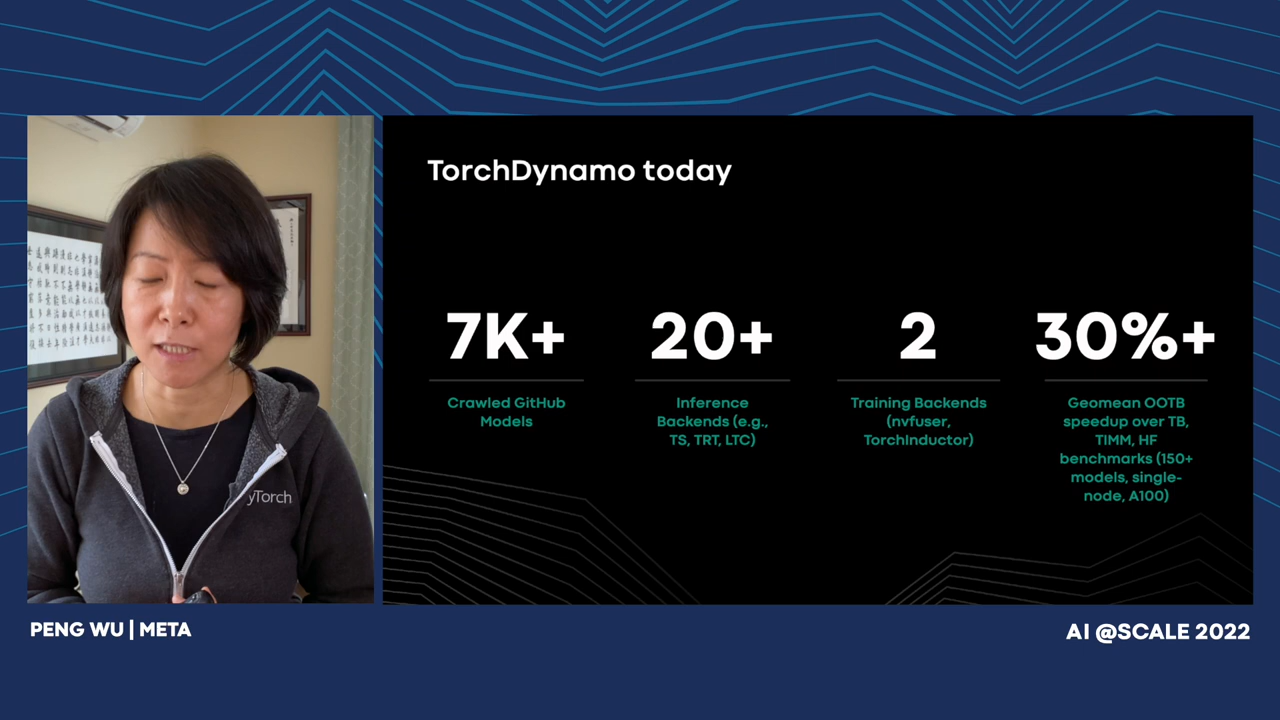 TorchDynamo today
7K+
Crawled GitHub
Models
20+
Inference
Backends (e.g.,
TS, TRT, LTC)
2
Training Backends
(nvfuser,
TorchInductor)
30%+
Geomean OOTB
speedup over TB,
TIMM, HF
benchmarks (150+
models, single-
node, A100)
yTorch
PENG WU | META
AI @SCALE 2022